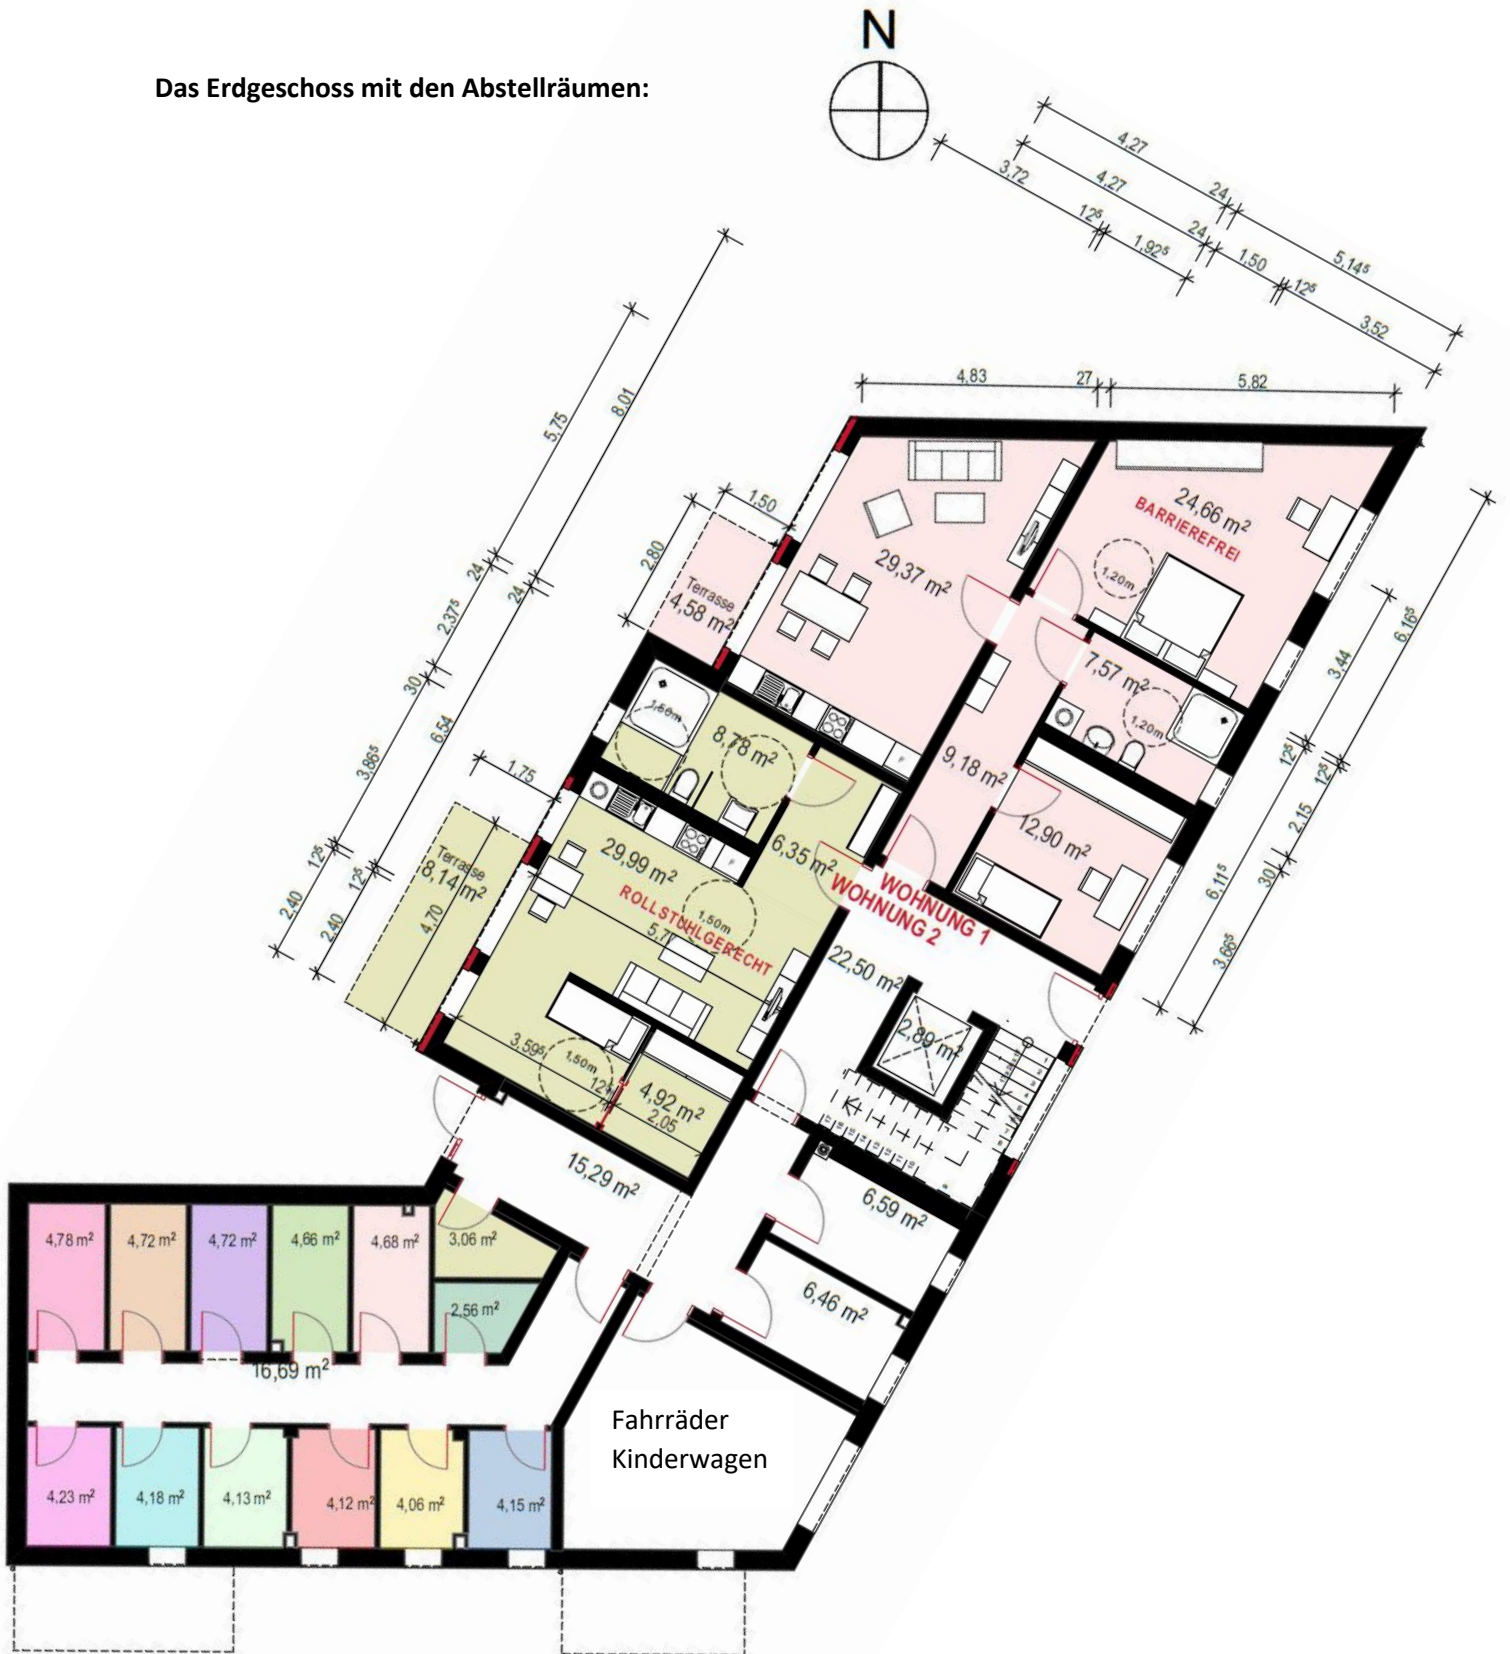 N
Das Erdgeschoss mit den Abstellräumen:
4,27
3,72
4,27
24
12⁵
24
1,92⁵
1,50
5,14⁵
12⁵
3,52
4,83
27
5,82
8,01
5,75
1,50
2,80
24
24
2,37⁵
30
6,54
3,86⁵
1,75
12⁵
12⁵
2,40
2,40
24,66 m²
BARRIEREFREI
1,20m
29,37 m²
Terrasse
4,58 m²
7,57 m²
1,20m
6,16⁵
3,44
12⁵
12⁵
2,15
30
6,11⁵
3,66⁵
1,50m
8,78 m²
9,18 m²
12,90 m²
6,35 m²
29,99 m²
ROLLSTUHLGERECHT
1,50m
Terrasse
8,14 m²
4,70
WOHNUNG 1
WOHNUNG 2
22,50 m²
2,89 m²
3,59⁵
1,50m
12⁵
4,92 m²
2,05
15,29 m²
6,59 m²
6,46 m²
4,78 m²
4,72 m²
4,72 m²
4,66 m²
4,68 m²
3,06 m²
2,56 m²
16,69 m²
Fahrräder
Kinderwagen
4,23 m²
4,18 m²
4,13 m²
4,12 m²
4,06 m²
4,15 m²